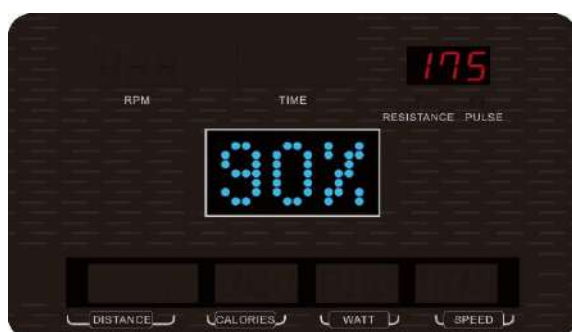 175
RPM
TIME
RESISTANCE PULSE
90%
DISTANCE CALORIES WATT SPEED